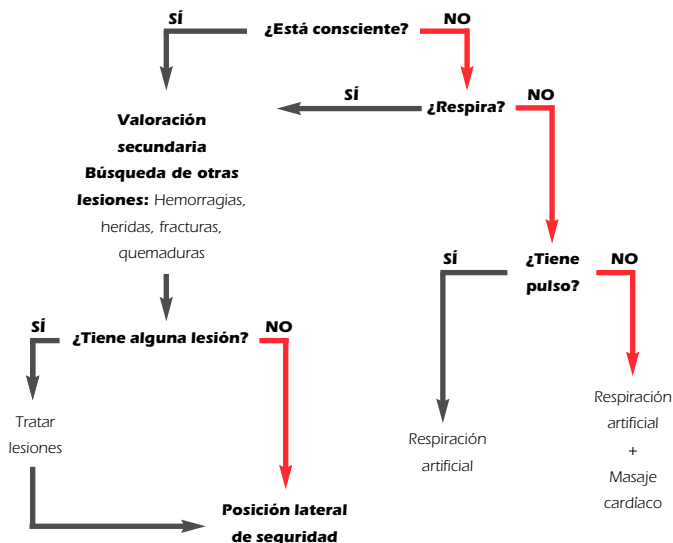 SÍ
¿Está consciente?
NO
SÍ
¿Respira?
NO
Valoración
secundaria
Búsqueda de otras
lesiones: Hemorragias,
heridas, fracturas,
quemaduras
SÍ
¿Tiene
pulso?
NO
SÍ
¿Tiene alguna lesión?
NO
Tratar
lesiones
Respiración
artificial
Respiración
artificial
+
Masaje
cardíaco
Posición lateral
de seguridad